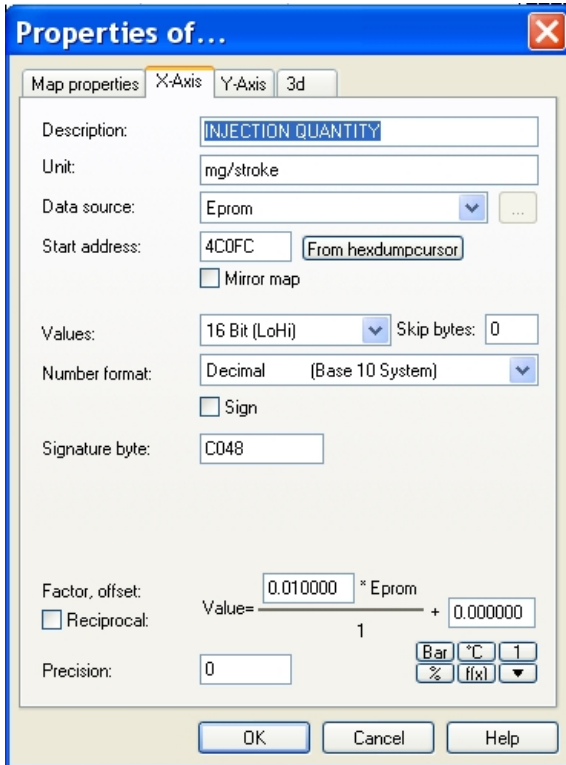 Properties of...
Map properties X-Axis Y-Axis 3d
Description: INJECTION QUANTITY
Unit: mg/stroke
Data source: Eprom ...
Start address: 4C0FC From hexdumpcursor
Mirror map
Values: 16 Bit (LoHi) Skip bytes: 0
Number format: Decimal (Base 10 System)
Sign
Signature byte: C048
Factor, offset: Value= 0.010000 * Eprom + 0.000000
Reciprocal: 1
Bar °C 1
Precision: 0 % f(x)
OK Cancel Help